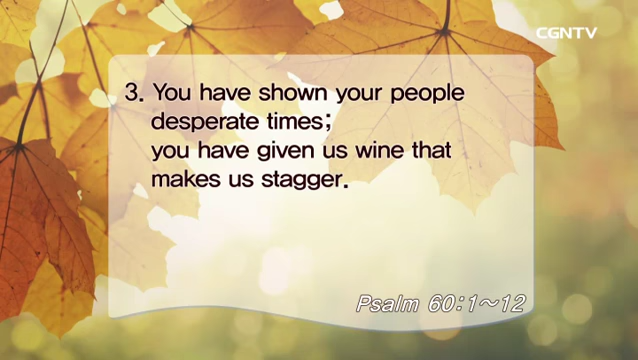 CGNTV
3. You have shown your people
desperate times;
you have given us wine that
makes us stagger.
Psalm 60:1~12